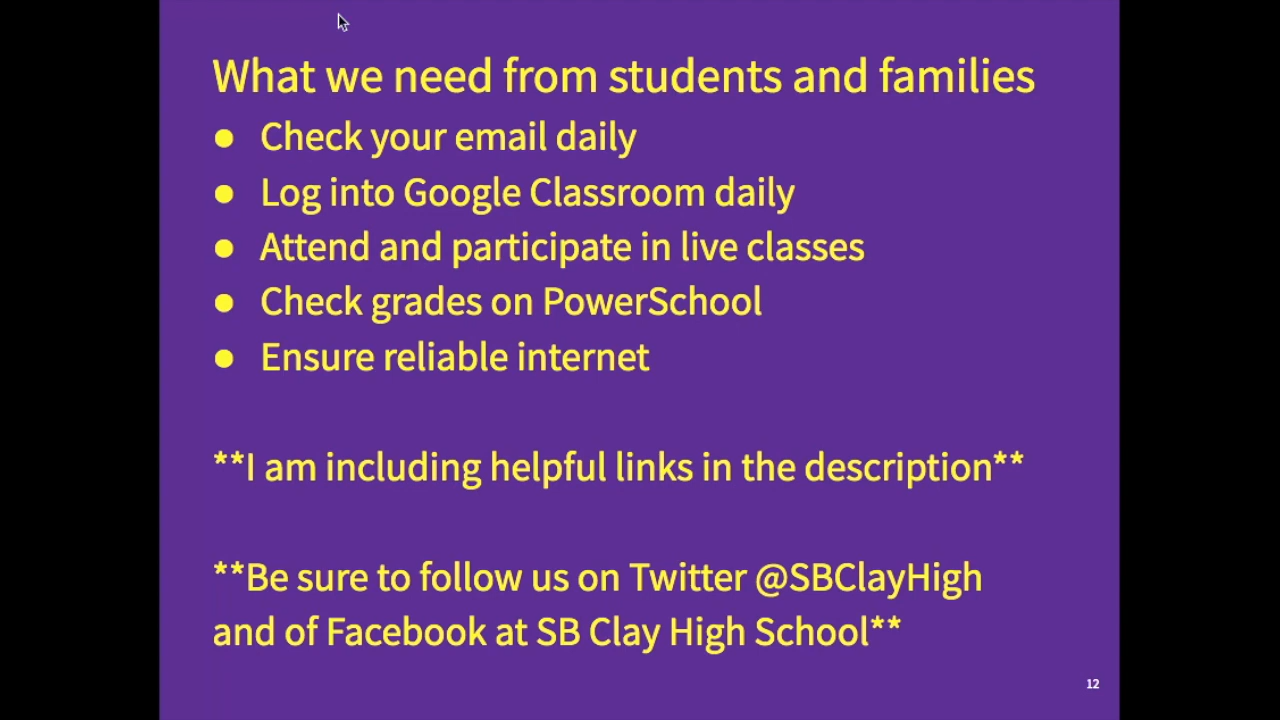 What we need from students and families
● Check your email daily
● Log into Google Classroom daily
● Attend and participate in live classes
● Check grades on PowerSchool
● Ensure reliable internet
**I am including helpful links in the description**
**Be sure to follow us on Twitter @SBClayHigh
and of Facebook at SB Clay High School**
12